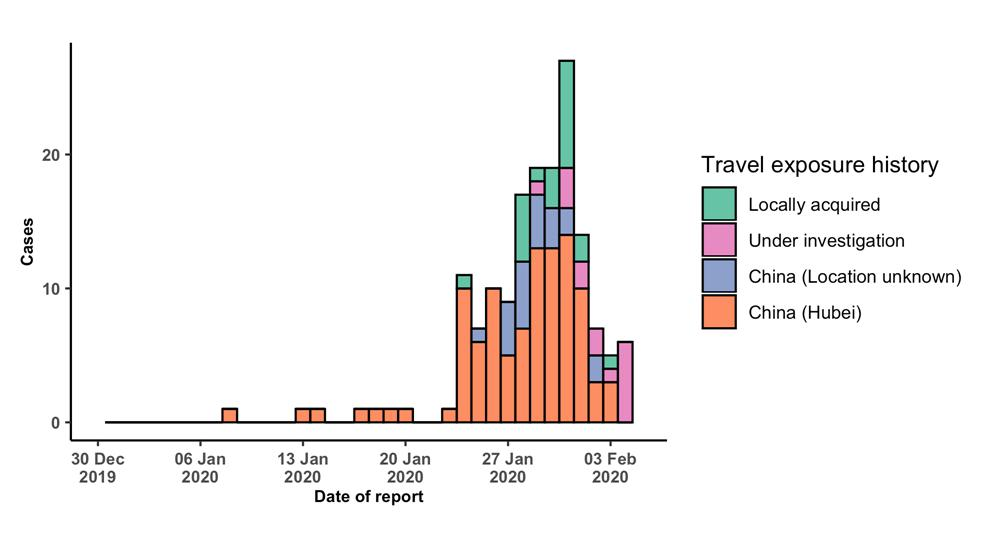 Cases
20
10
0
30 Dec
2019
06 Jan
2020
13 Jan
2020
20 Jan
2020
27 Jan
2020
03 Feb
2020
Date of report
Travel exposure history
Locally acquired
Under investigation
China (Location unknown)
China (Hubei)